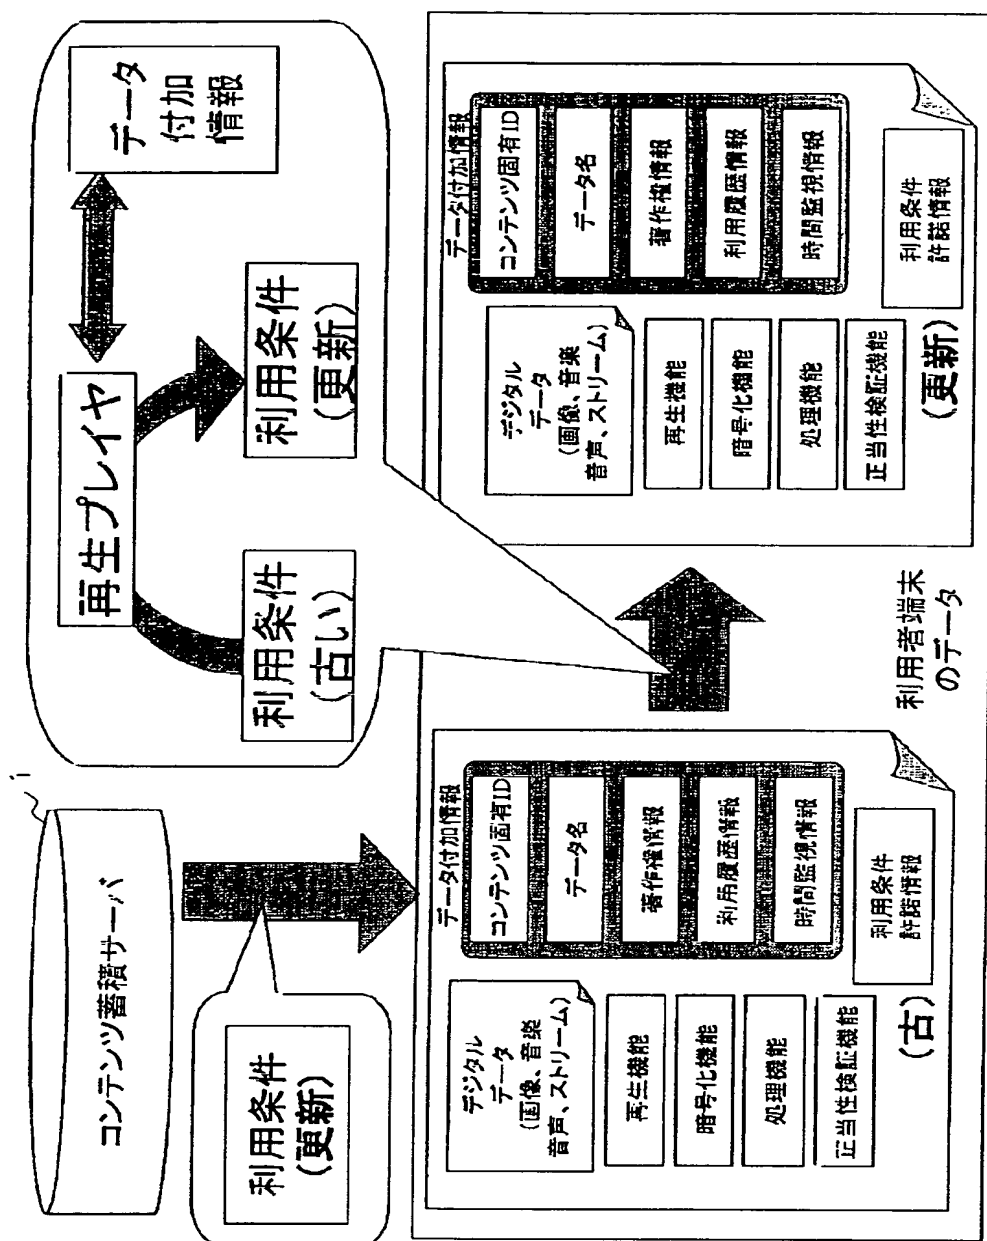 コンテンツ蓄積サーバ
利用条件
(更新)
再生プレイヤ
データ
付加
情報
利用条件
(古い)
利用条件
(更新)
データ付加情報
コンテンツ固有ID
データ名
著作権情報
利用履歴情報
時間監視情報
デジタル
データ
(画像、音楽
音声、ストリーム)
再生機能
暗号化機能
処理機能
正当性検証機能
利用条件
許諾情報
(古)
利用者端末
のデータ
データ付加情報
コンテンツ固有ID
データ名
著作権情報
利用履歴情報
時間監視情報
デジタル
データ
(画像、音楽
音声、ストリーム)
再生機能
暗号化機能
処理機能
正当性検証機能
利用条件
許諾情報
(更新)